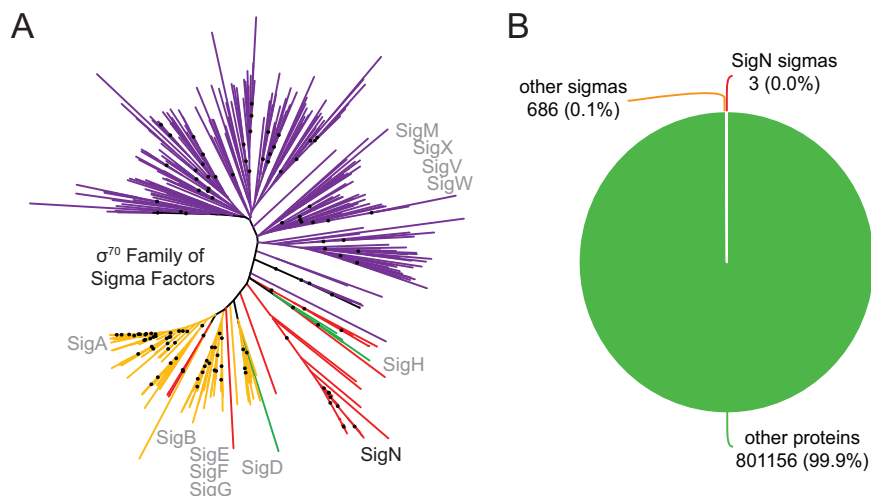 A
SigM
SigX
SigV
SigW
σ⁷⁰ Family of
Sigma Factors
SigA
SigH
SigB
SigE
SigF
SigG
SigD
SigN
B
SigN sigmas
3 (0.0%)
other sigmas
686 (0.1%)
other proteins
801156 (99.9%)